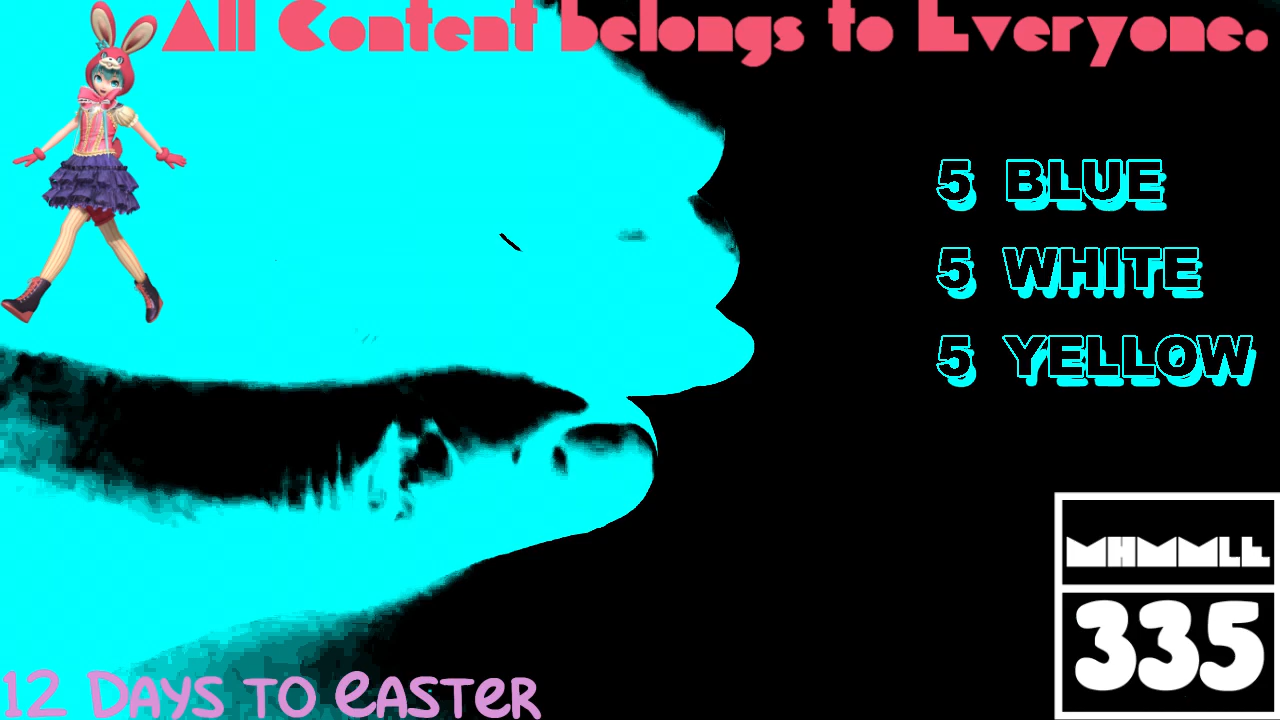 All Content belongs to Everyone.
5 BLUE
5 WHITE
5 YELLOW
MHMMLE
335
12 DAYS TO EASTER